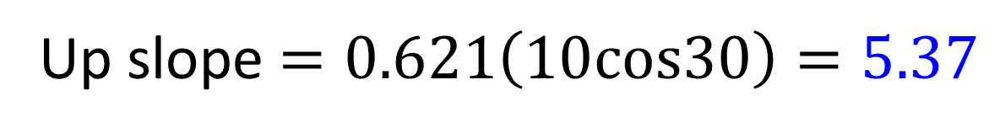 Up slope = 0.621(10cos30) = 5.37